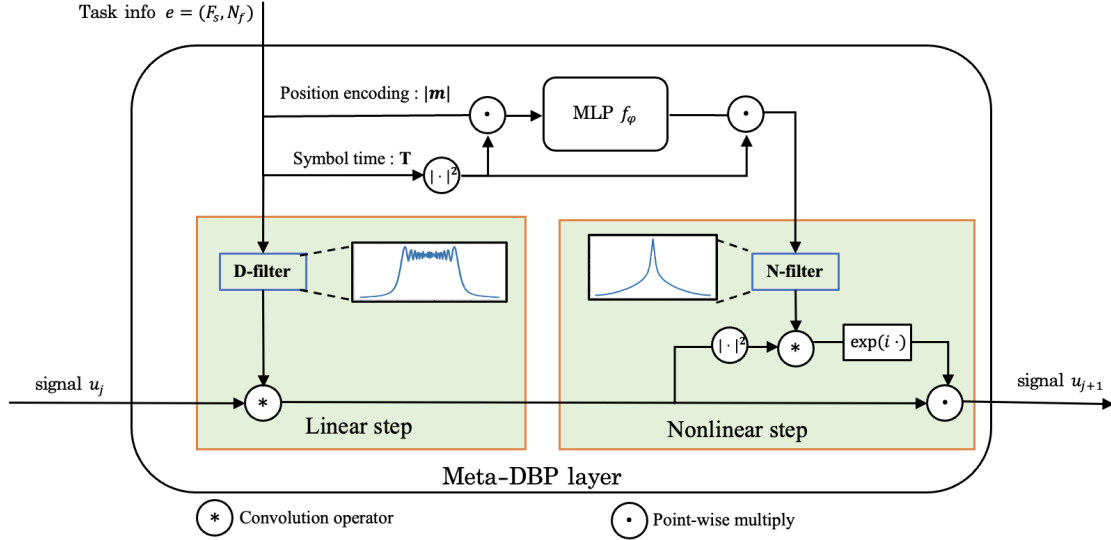 Task info e = (Fₛ, N_f)
Position encoding : |m|
MLP f_φ
Symbol time : T
|·|²
D-filter
N-filter
|·|²
*
exp(i ·)
signal u_j
*
signal u_{j+1}
Linear step
Nonlinear step
Meta-DBP layer
* Convolution operator
· Point-wise multiply